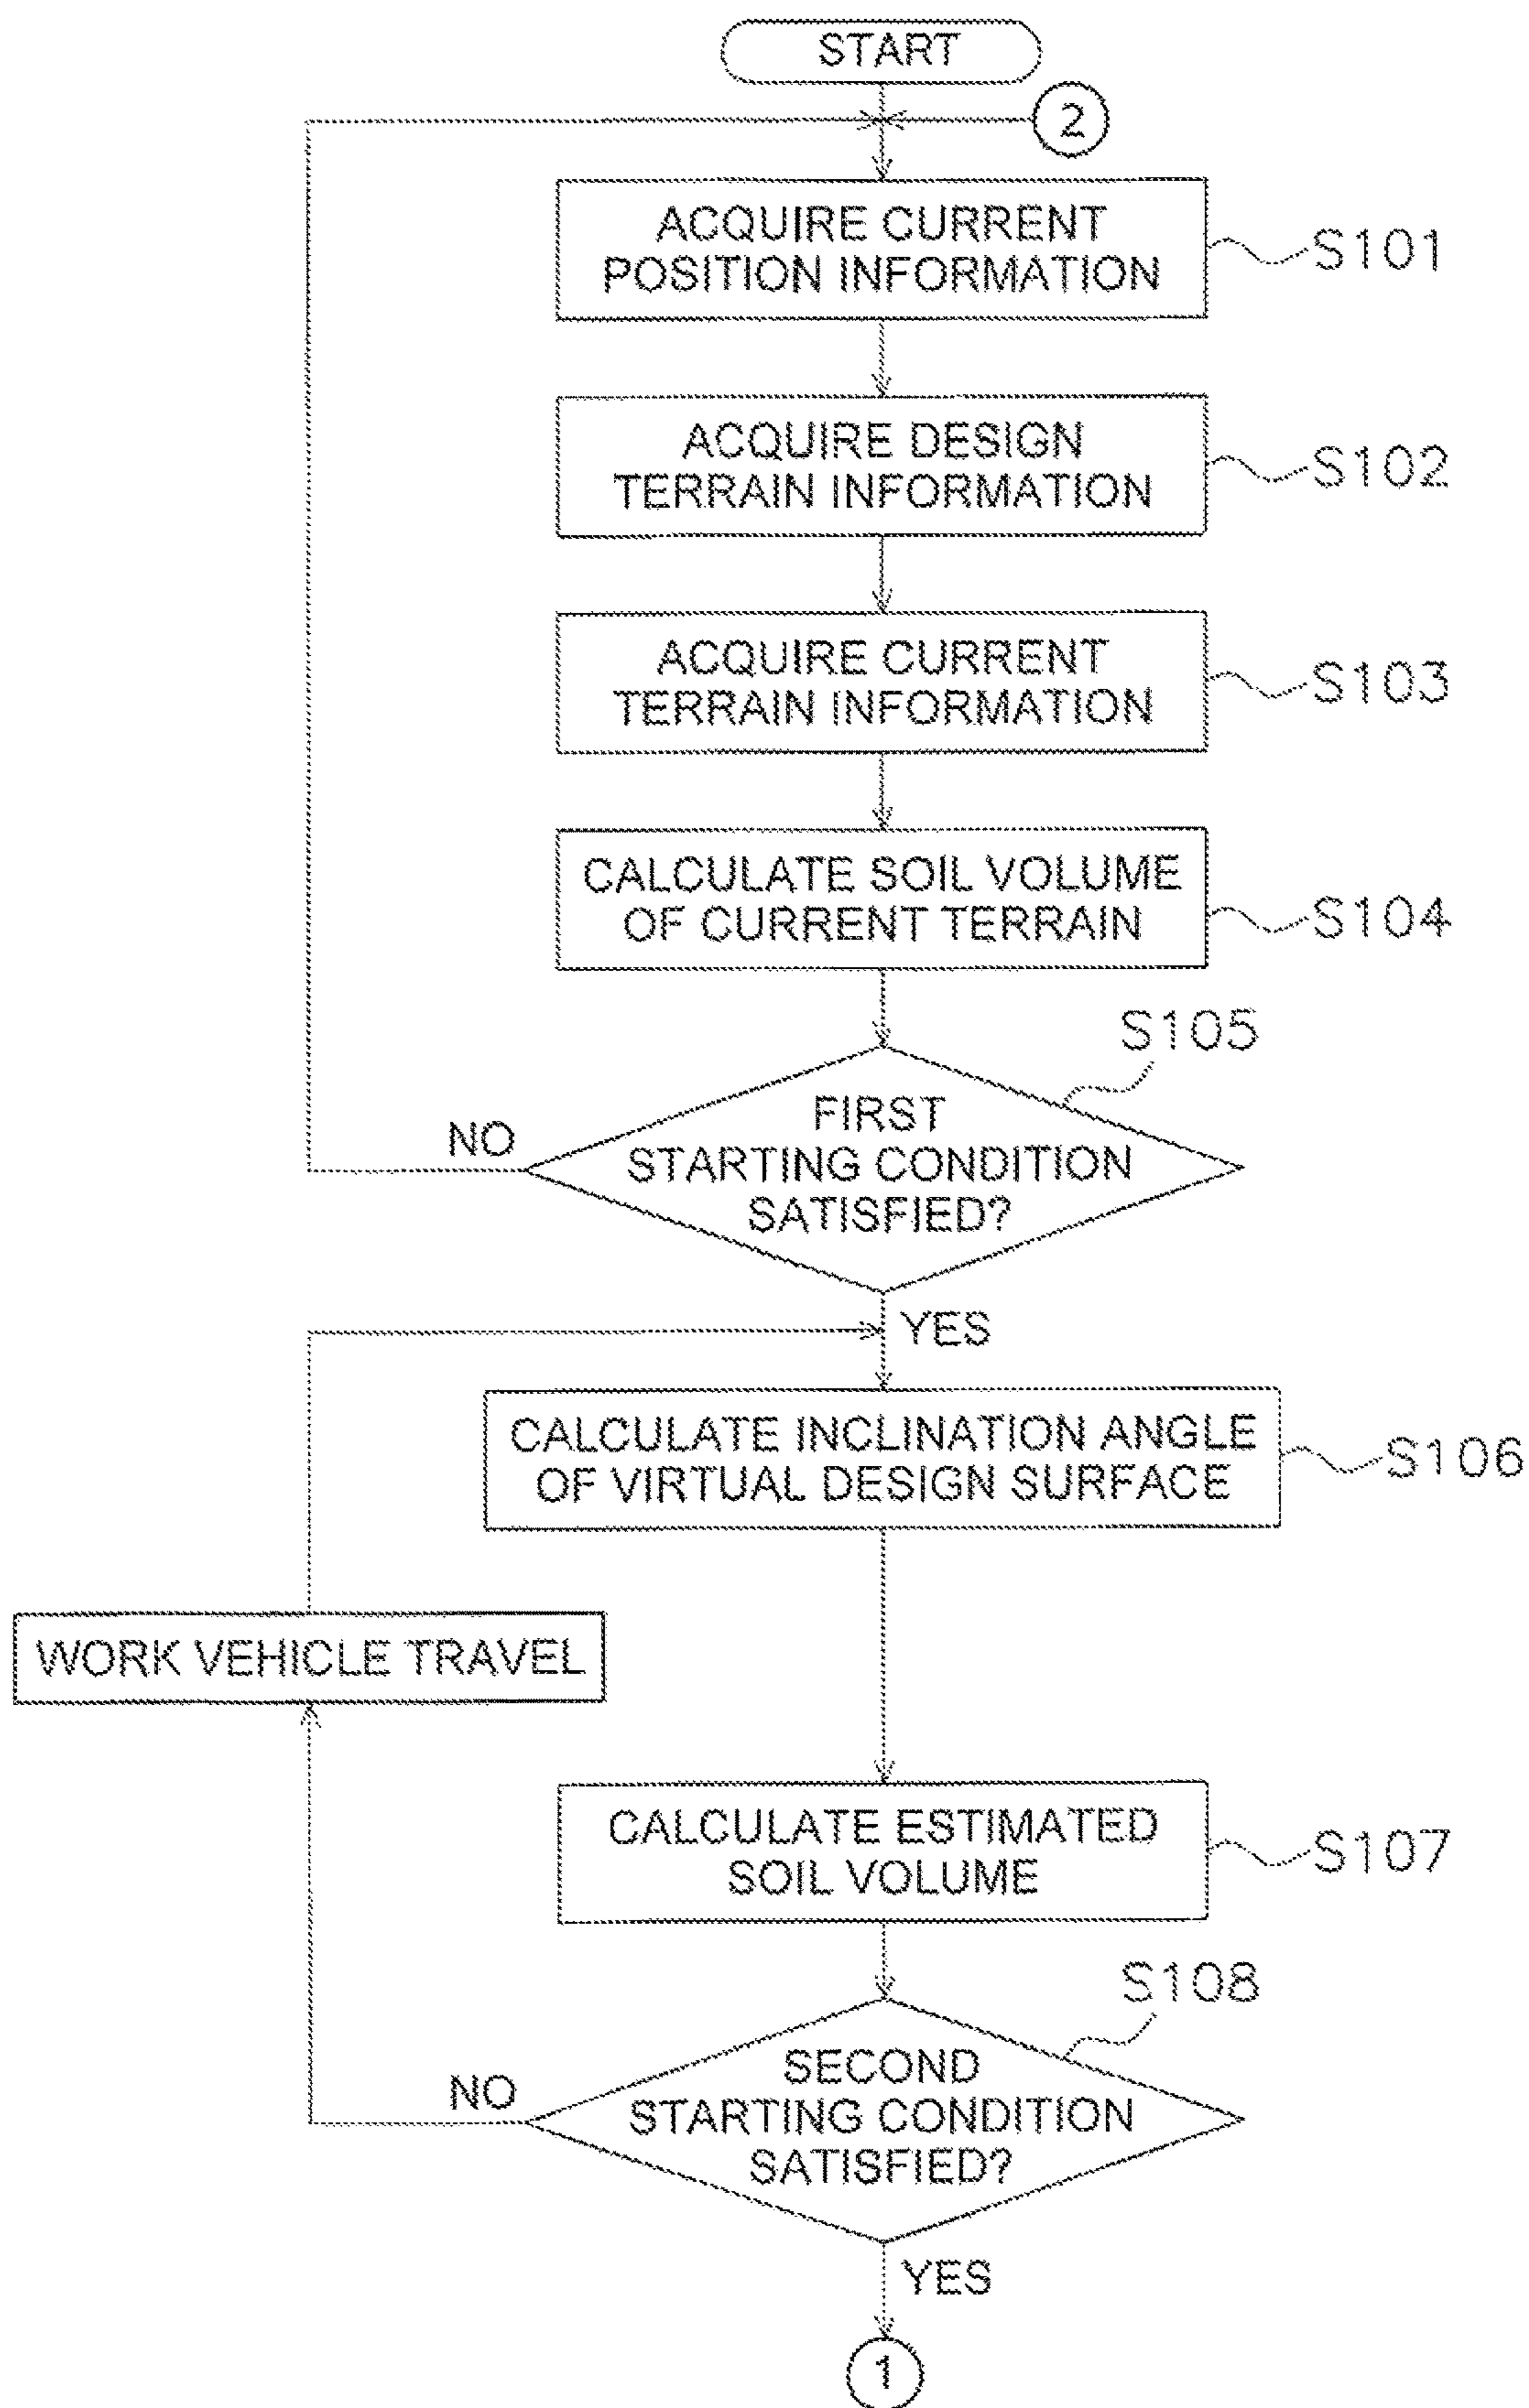 START
2
ACQUIRE CURRENT
POSITION INFORMATION
S101
ACQUIRE DESIGN
TERRAIN INFORMATION
S102
ACQUIRE CURRENT
TERRAIN INFORMATION
S103
CALCULATE SOIL VOLUME
OF CURRENT TERRAIN
S104
S105
NO
FIRST
STARTING CONDITION
SATISFIED?
YES
CALCULATE INCLINATION ANGLE
OF VIRTUAL DESIGN SURFACE
S106
WORK VEHICLE TRAVEL
CALCULATE ESTIMATED
SOIL VOLUME
S107
S108
NO
SECOND
STARTING CONDITION
SATISFIED?
YES
1